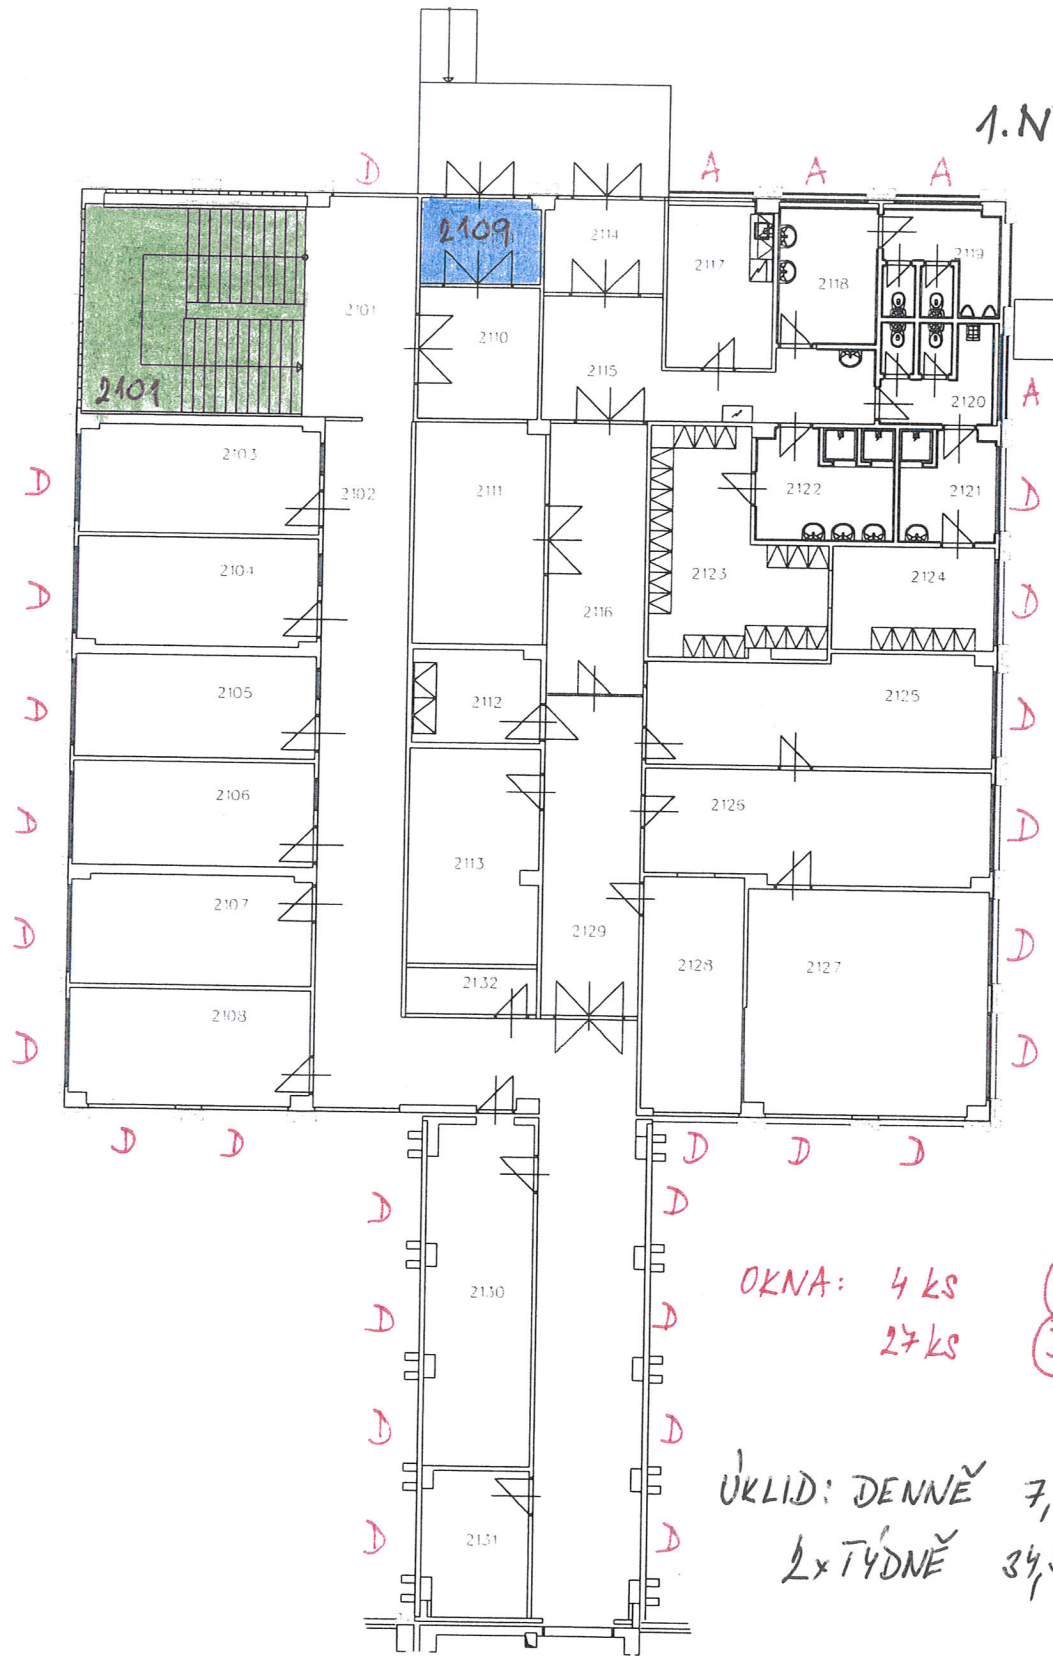 1.N
D A A A
2109 2114 2119
2117 2118
2101 2110
2115
2101 2120 A
2103
D 2102 2111 2122 2121 D
2104 2123 2124
D 2116 D
2105 2125
D 2112 D
2106 2126
D D
2113
2107
D 2129 2128 2127 D
2132
2108
D D
D D D D D
D D
2130
OKNA: 4 KS
D D
27 KS
D D
ÚKLID: DENNĚ 7,
D 2131 D
2x TÝDNĚ 34,